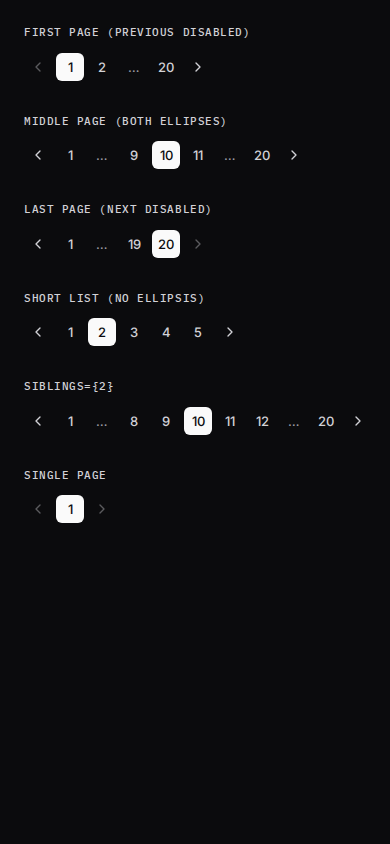 FIRST PAGE (PREVIOUS DISABLED)
1 2 … 20
MIDDLE PAGE (BOTH ELLIPSES)
1 … 9 10 11 … 20
LAST PAGE (NEXT DISABLED)
1 … 19 20
SHORT LIST (NO ELLIPSIS)
1 2 3 4 5
SIBLINGS={2}
1 … 8 9 10 11 12 … 20
SINGLE PAGE
1